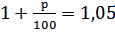 1 + p/100 = 1,05